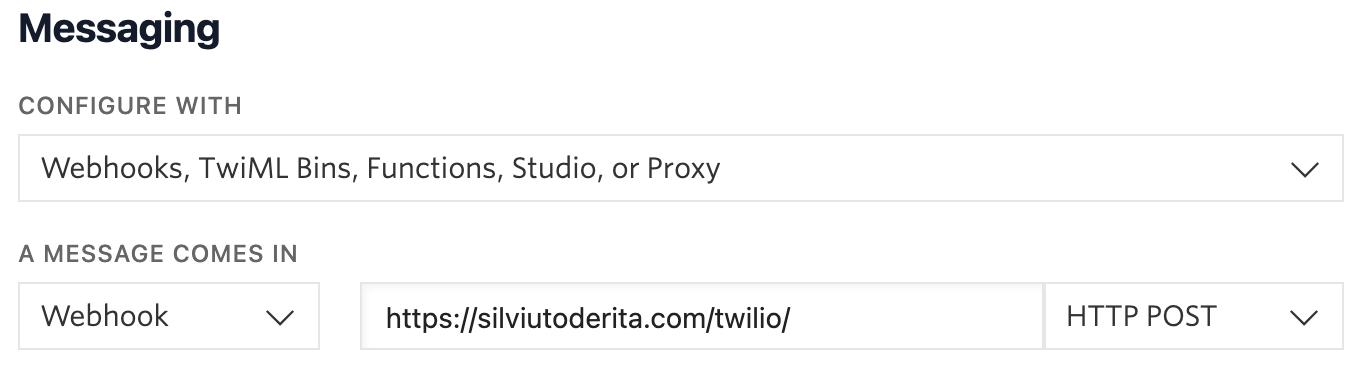 Messaging
CONFIGURE WITH
Webhooks, TwiML Bins, Functions, Studio, or Proxy
A MESSAGE COMES IN
Webhook https://silviutoderita.com/twilio/ HTTP POST